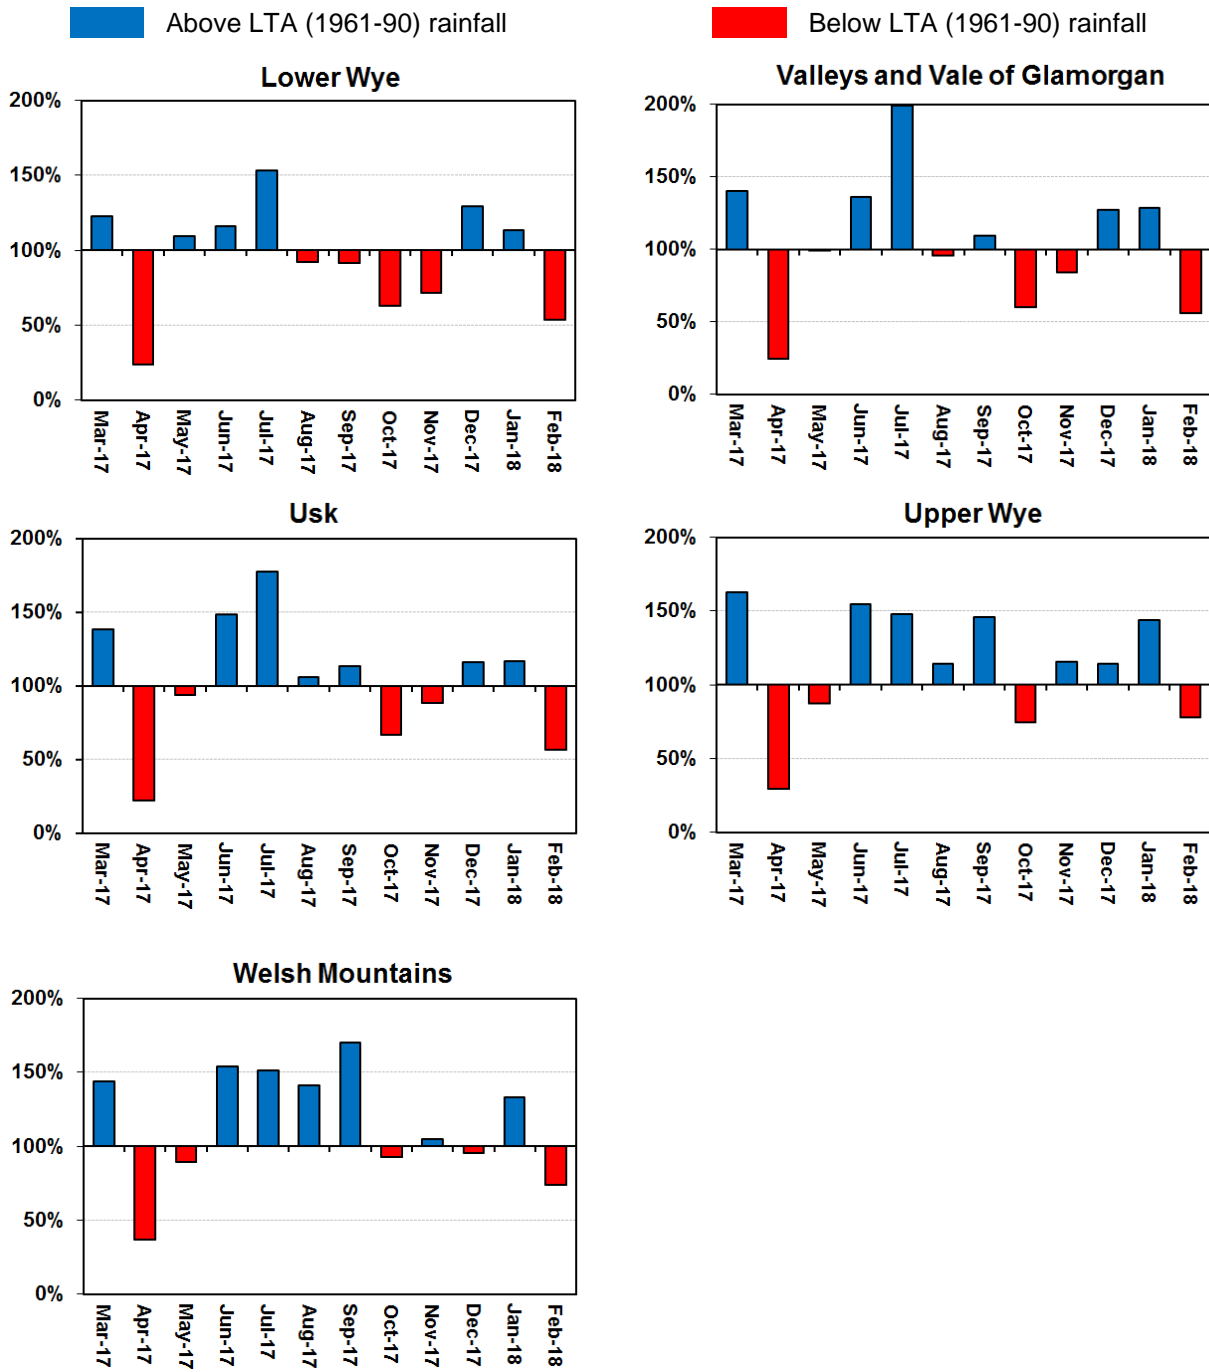 Above LTA (1961-90) rainfall
Below LTA (1961-90) rainfall
Lower Wye
200%
150%
100%
50%
0%
Mar-17
Apr-17
May-17
Jun-17
Jul-17
Aug-17
Sep-17
Oct-17
Nov-17
Dec-17
Jan-18
Feb-18
Valleys and Vale of Glamorgan
200%
150%
100%
50%
0%
Mar-17
Apr-17
May-17
Jun-17
Jul-17
Aug-17
Sep-17
Oct-17
Nov-17
Dec-17
Jan-18
Feb-18
Usk
200%
150%
100%
50%
0%
Mar-17
Apr-17
May-17
Jun-17
Jul-17
Aug-17
Sep-17
Oct-17
Nov-17
Dec-17
Jan-18
Feb-18
Upper Wye
200%
150%
100%
50%
0%
Mar-17
Apr-17
May-17
Jun-17
Jul-17
Aug-17
Sep-17
Oct-17
Nov-17
Dec-17
Jan-18
Feb-18
Welsh Mountains
200%
150%
100%
50%
0%
Mar-17
Apr-17
May-17
Jun-17
Jul-17
Aug-17
Sep-17
Oct-17
Nov-17
Dec-17
Jan-18
Feb-18